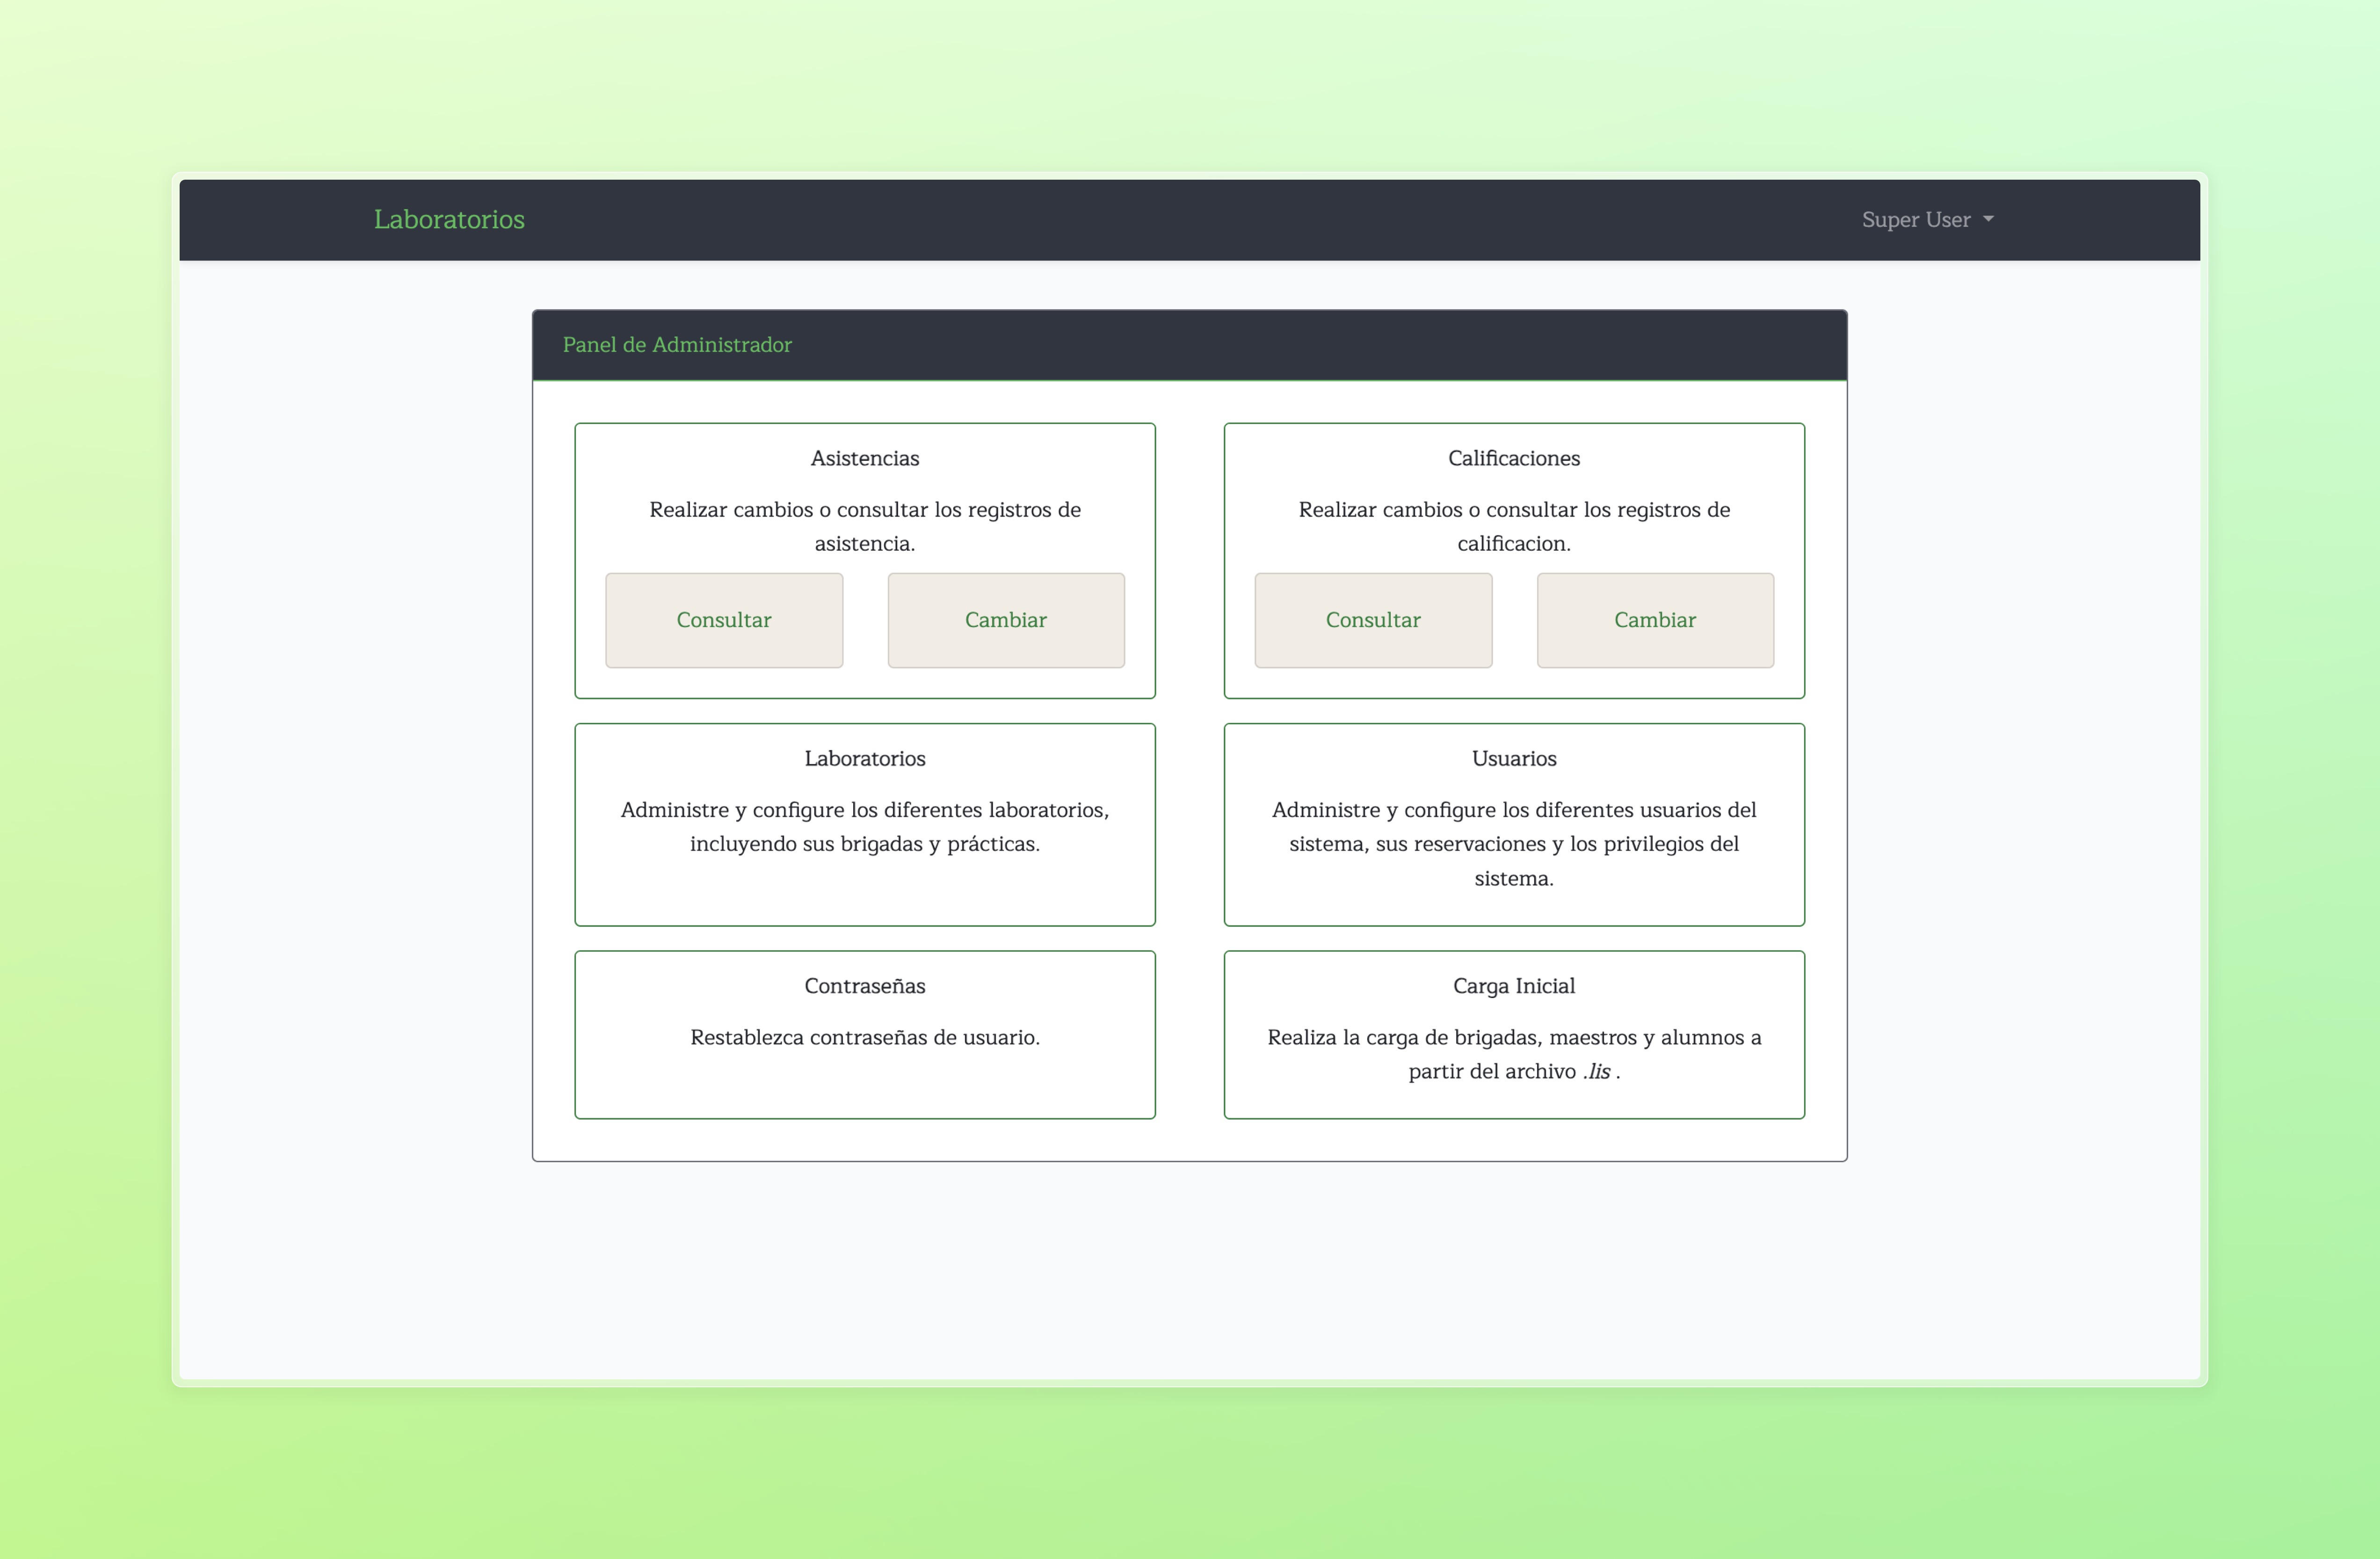 Laboratorios
Super User
Panel de Administrador
Asistencias
Realizar cambios o consultar los registros de
asistencia.
Consultar
Cambiar
Calificaciones
Realizar cambios o consultar los registros de
calificacion.
Consultar
Cambiar
Laboratorios
Administre y configure los diferentes laboratorios,
incluyendo sus brigadas y prácticas.
Usuarios
Administre y configure los diferentes usuarios del
sistema, sus reservaciones y los privilegios del
sistema.
Contraseñas
Restablezca contraseñas de usuario.
Carga Inicial
Realiza la carga de brigadas, maestros y alumnos a
partir del archivo .lis .